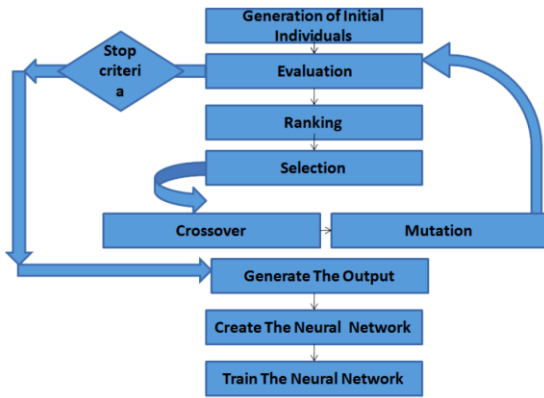 Generation of Initial
Individuals
Stop
criteri
a
Evaluation
Ranking
Selection
Crossover
Mutation
Generate The Output
Create The Neural Network
Train The Neural Network